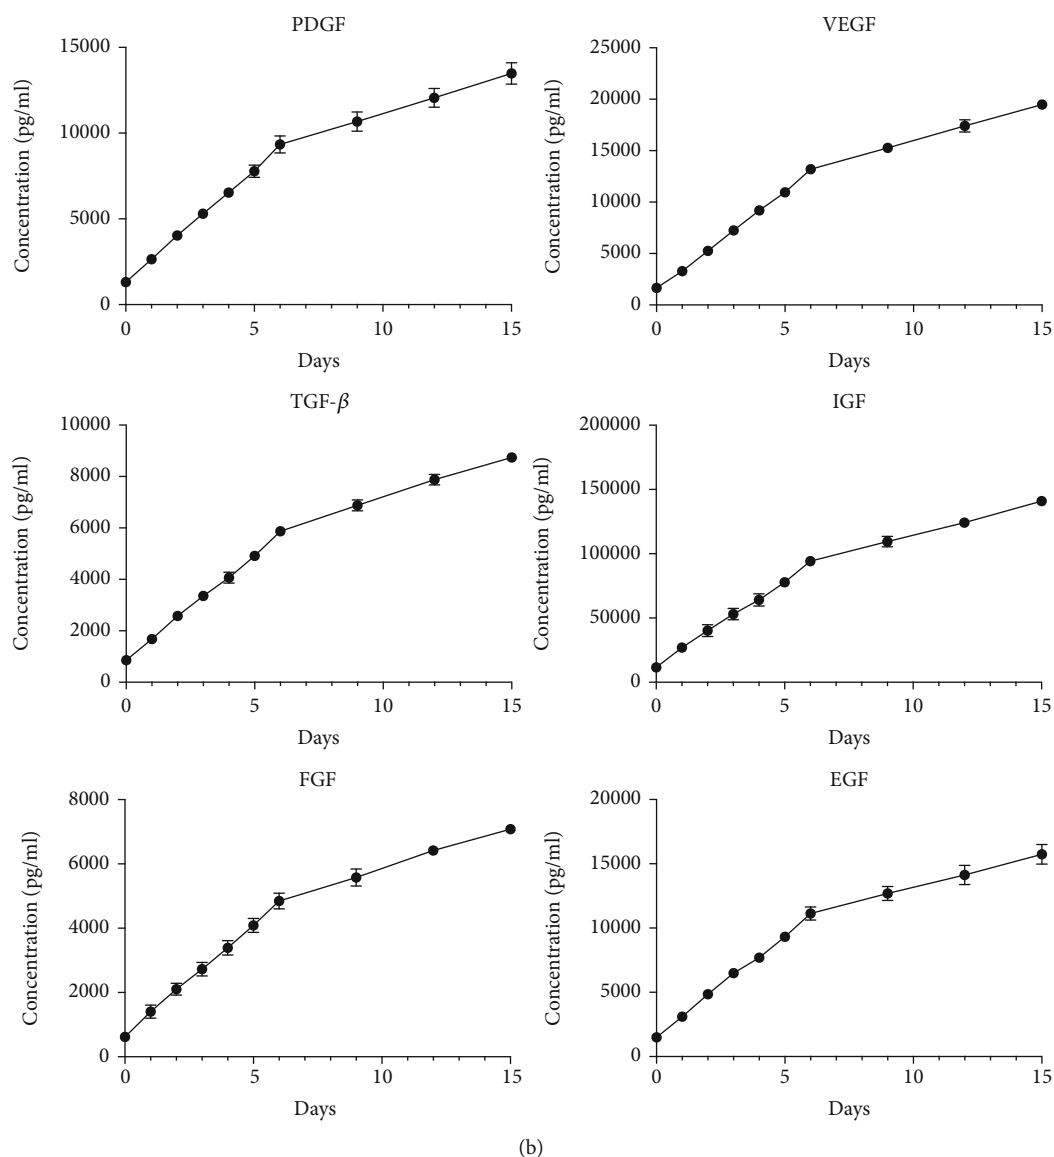 PDGF
Concentration (pg/ml)
15000
10000
5000
0
0 5 10 15
Days
VEGF
Concentration (pg/ml)
25000
20000
15000
10000
5000
0
0 5 10 15
Days
TGF-β
Concentration (pg/ml)
10000
8000
6000
4000
2000
0
0 5 10 15
Days
IGF
Concentration (pg/ml)
200000
150000
100000
50000
0
0 5 10 15
Days
FGF
Concentration (pg/ml)
8000
6000
4000
2000
0
0 5 10 15
Days
EGF
Concentration (pg/ml)
20000
15000
10000
5000
0
0 5 10 15
Days
(b)